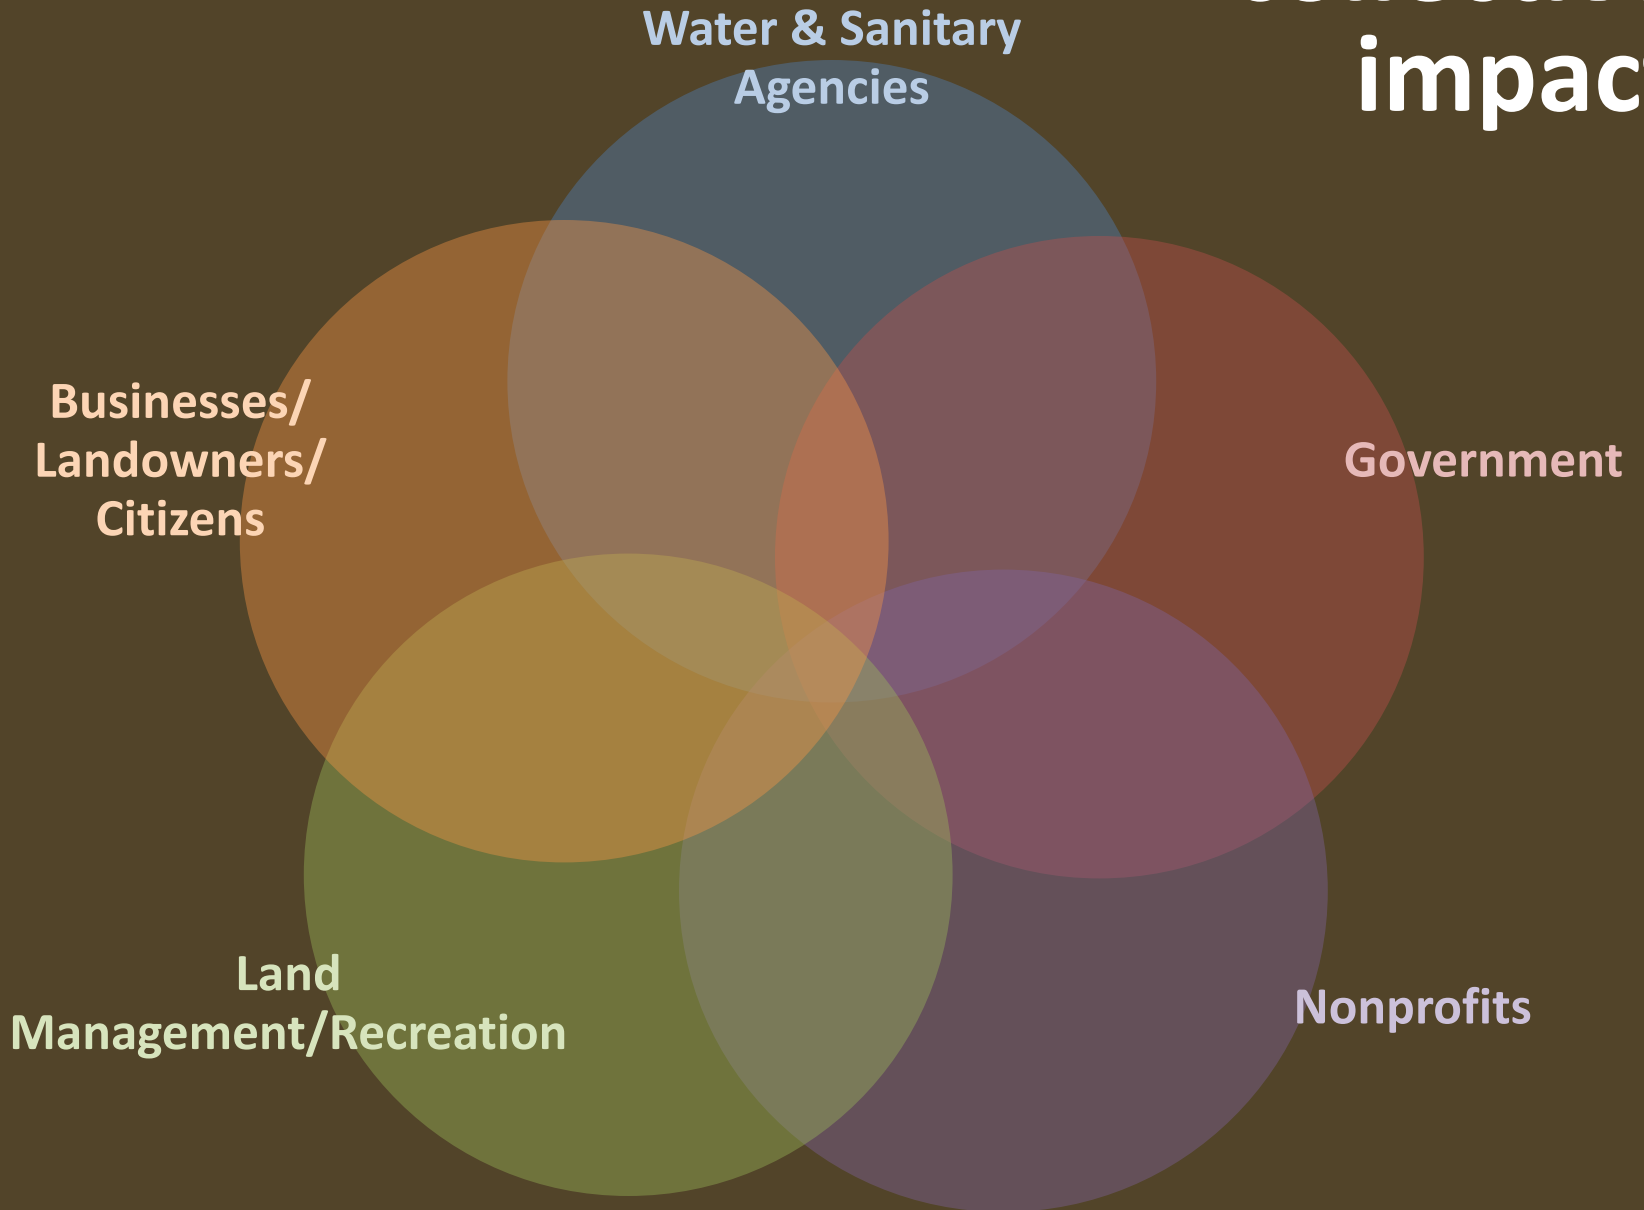 Water & Sanitary
Agencies
impac
Businesses/
Landowners/
Citizens
Government
Land
Management/Recreation
Nonprofits